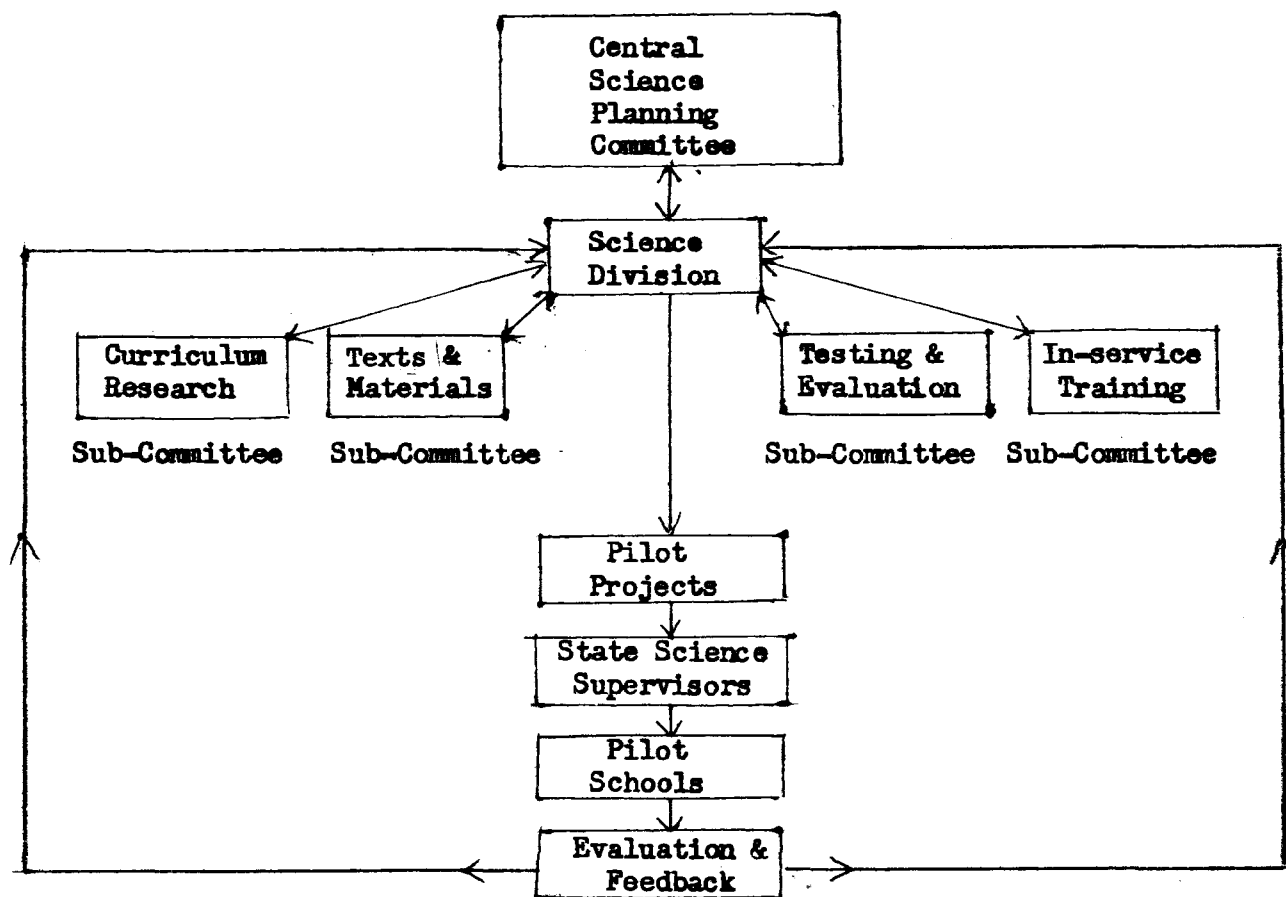 Central
Science
Planning
Committee
Science
Division
Curriculum
Research
Sub-Committee
Texts &
Materials
Sub-Committee
Testing &
Evaluation
Sub-Committee
In-service
Training
Sub-Committee
Pilot
Projects
State Science
Supervisors
Pilot
Schools
Evaluation &
Feedback